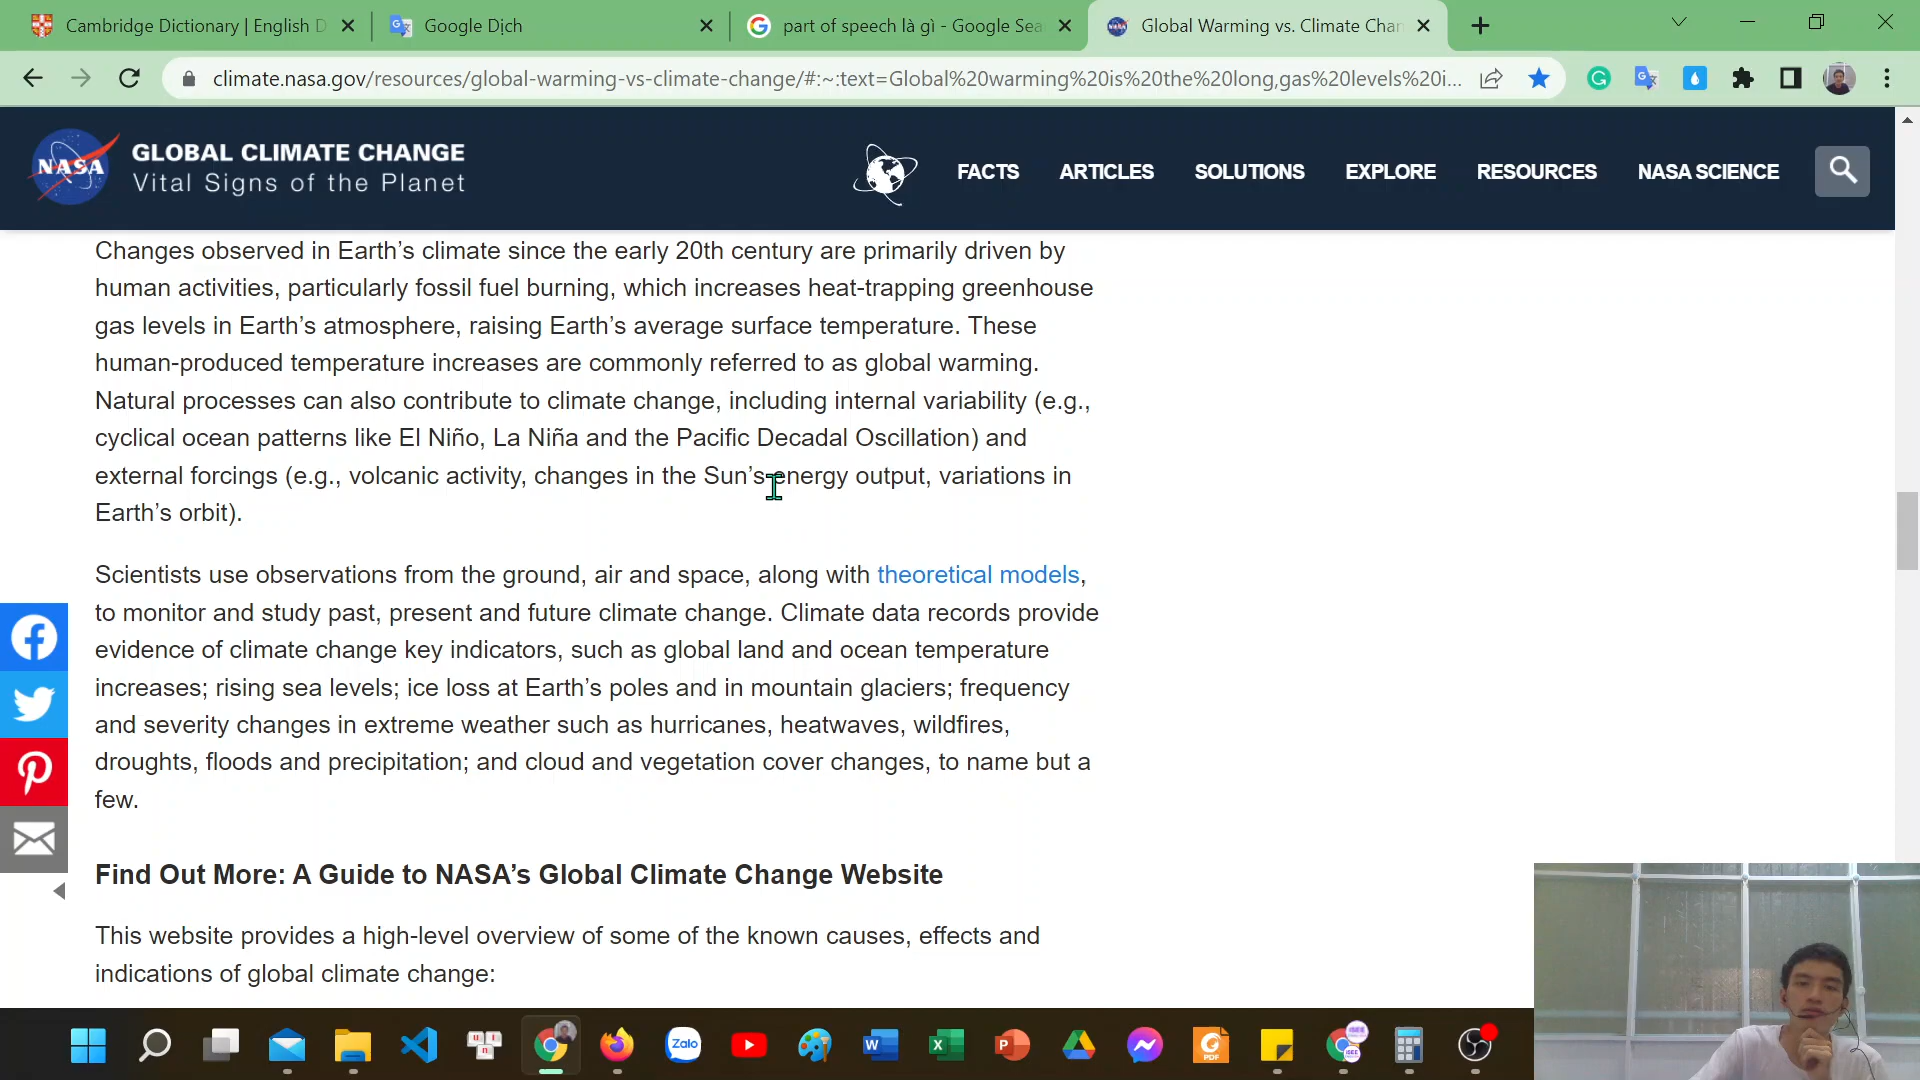 Cambridge Dictionary | English D
Google Dịch
part of speech là gì - Google Sea
Global Warming vs. Climate Chan
climate.nasa.gov/resources/global-warming-vs-climate-change/#:~:text=Global%20warming%20is%20the%20long,gas%20levels%20i...
NASA
GLOBAL CLIMATE CHANGE
Vital Signs of the Planet
FACTS ARTICLES SOLUTIONS EXPLORE RESOURCES NASA SCIENCE
Changes observed in Earth’s climate since the early 20th century are primarily driven by
human activities, particularly fossil fuel burning, which increases heat-trapping greenhouse
gas levels in Earth’s atmosphere, raising Earth’s average surface temperature. These
human-produced temperature increases are commonly referred to as global warming.
Natural processes can also contribute to climate change, including internal variability (e.g.,
cyclical ocean patterns like El Niño, La Niña and the Pacific Decadal Oscillation) and
external forcings (e.g., volcanic activity, changes in the Sun’s energy output, variations in
Earth’s orbit).
Scientists use observations from the ground, air and space, along with theoretical models,
to monitor and study past, present and future climate change. Climate data records provide
evidence of climate change key indicators, such as global land and ocean temperature
increases; rising sea levels; ice loss at Earth’s poles and in mountain glaciers; frequency
and severity changes in extreme weather such as hurricanes, heatwaves, wildfires,
droughts, floods and precipitation; and cloud and vegetation cover changes, to name but a
few.
Find Out More: A Guide to NASA’s Global Climate Change Website
This website provides a high-level overview of some of the known causes, effects and
indications of global climate change:
Zalo
W
X
P
PDF